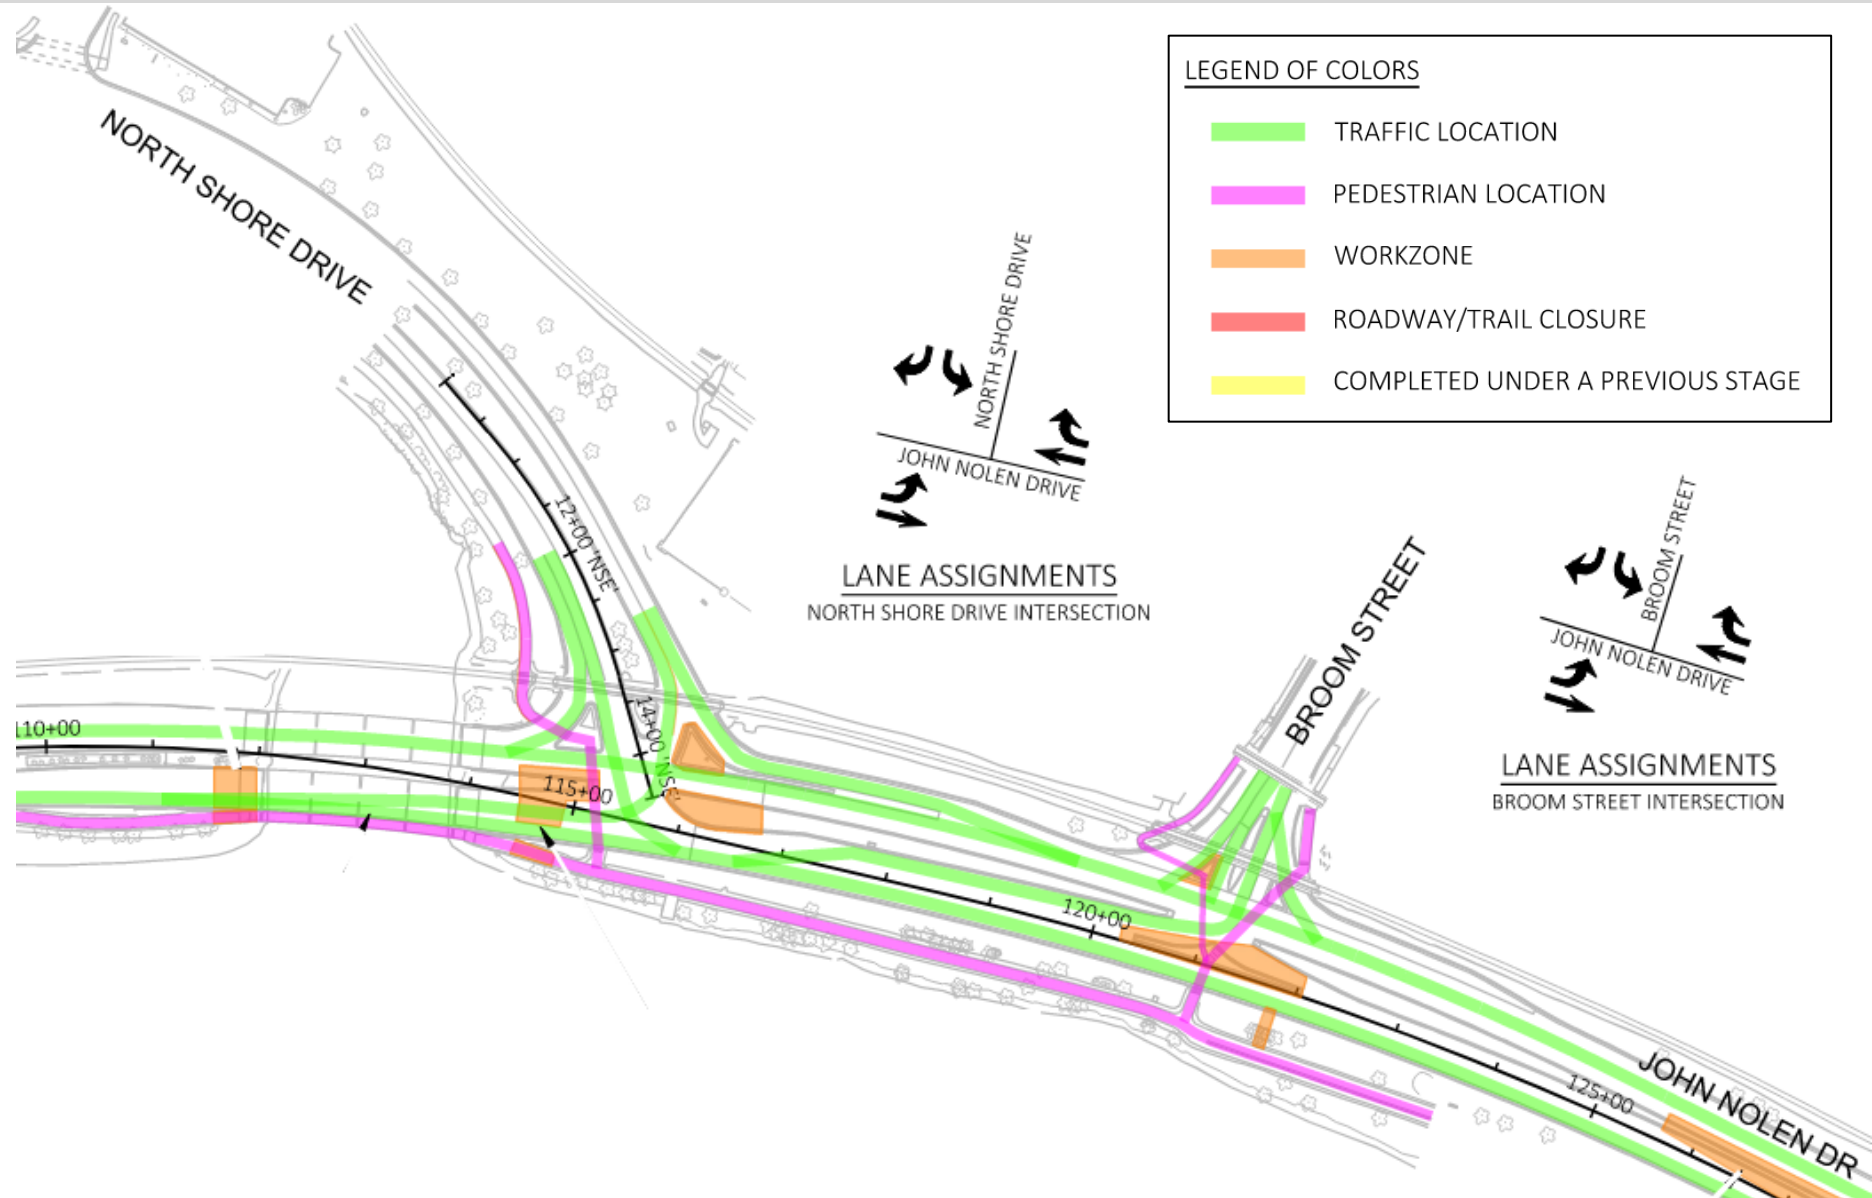 LEGEND OF COLORS
TRAFFIC LOCATION
PEDESTRIAN LOCATION
WORKZONE
ROADWAY/TRAIL CLOSURE
COMPLETED UNDER A PREVIOUS STAGE
NORTH SHORE DRIVE
NORTH SHORE DRIVE
JOHN NOLEN DRIVE
LANE ASSIGNMENTS
NORTH SHORE DRIVE INTERSECTION
BROOM STREET
BROOM STREET
JOHN NOLEN DRIVE
LANE ASSIGNMENTS
BROOM STREET INTERSECTION
12+00 'NSE'
14+00 'NSE'
110+00
115+00
120+00
125+00
JOHN NOLEN DR